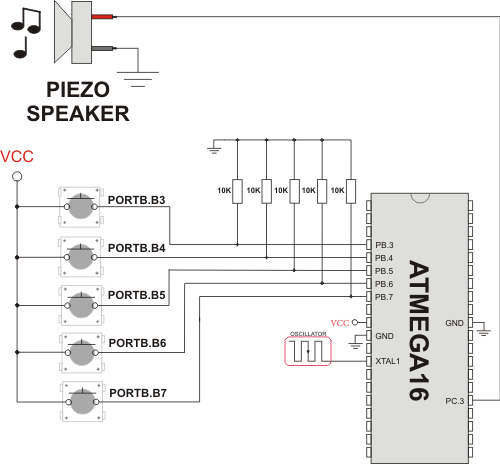 PIEZO
SPEAKER
VCC
PORTB.B3
PORTB.B4
PORTB.B5
PORTB.B6
PORTB.B7
10K 10K 10K 10K 10K
PB.3
PB.4
PB.5
PB.6
PB.7
VCC
GND
OSCILLATOR
XTAL1
ATMEGA16
GND
PC.3